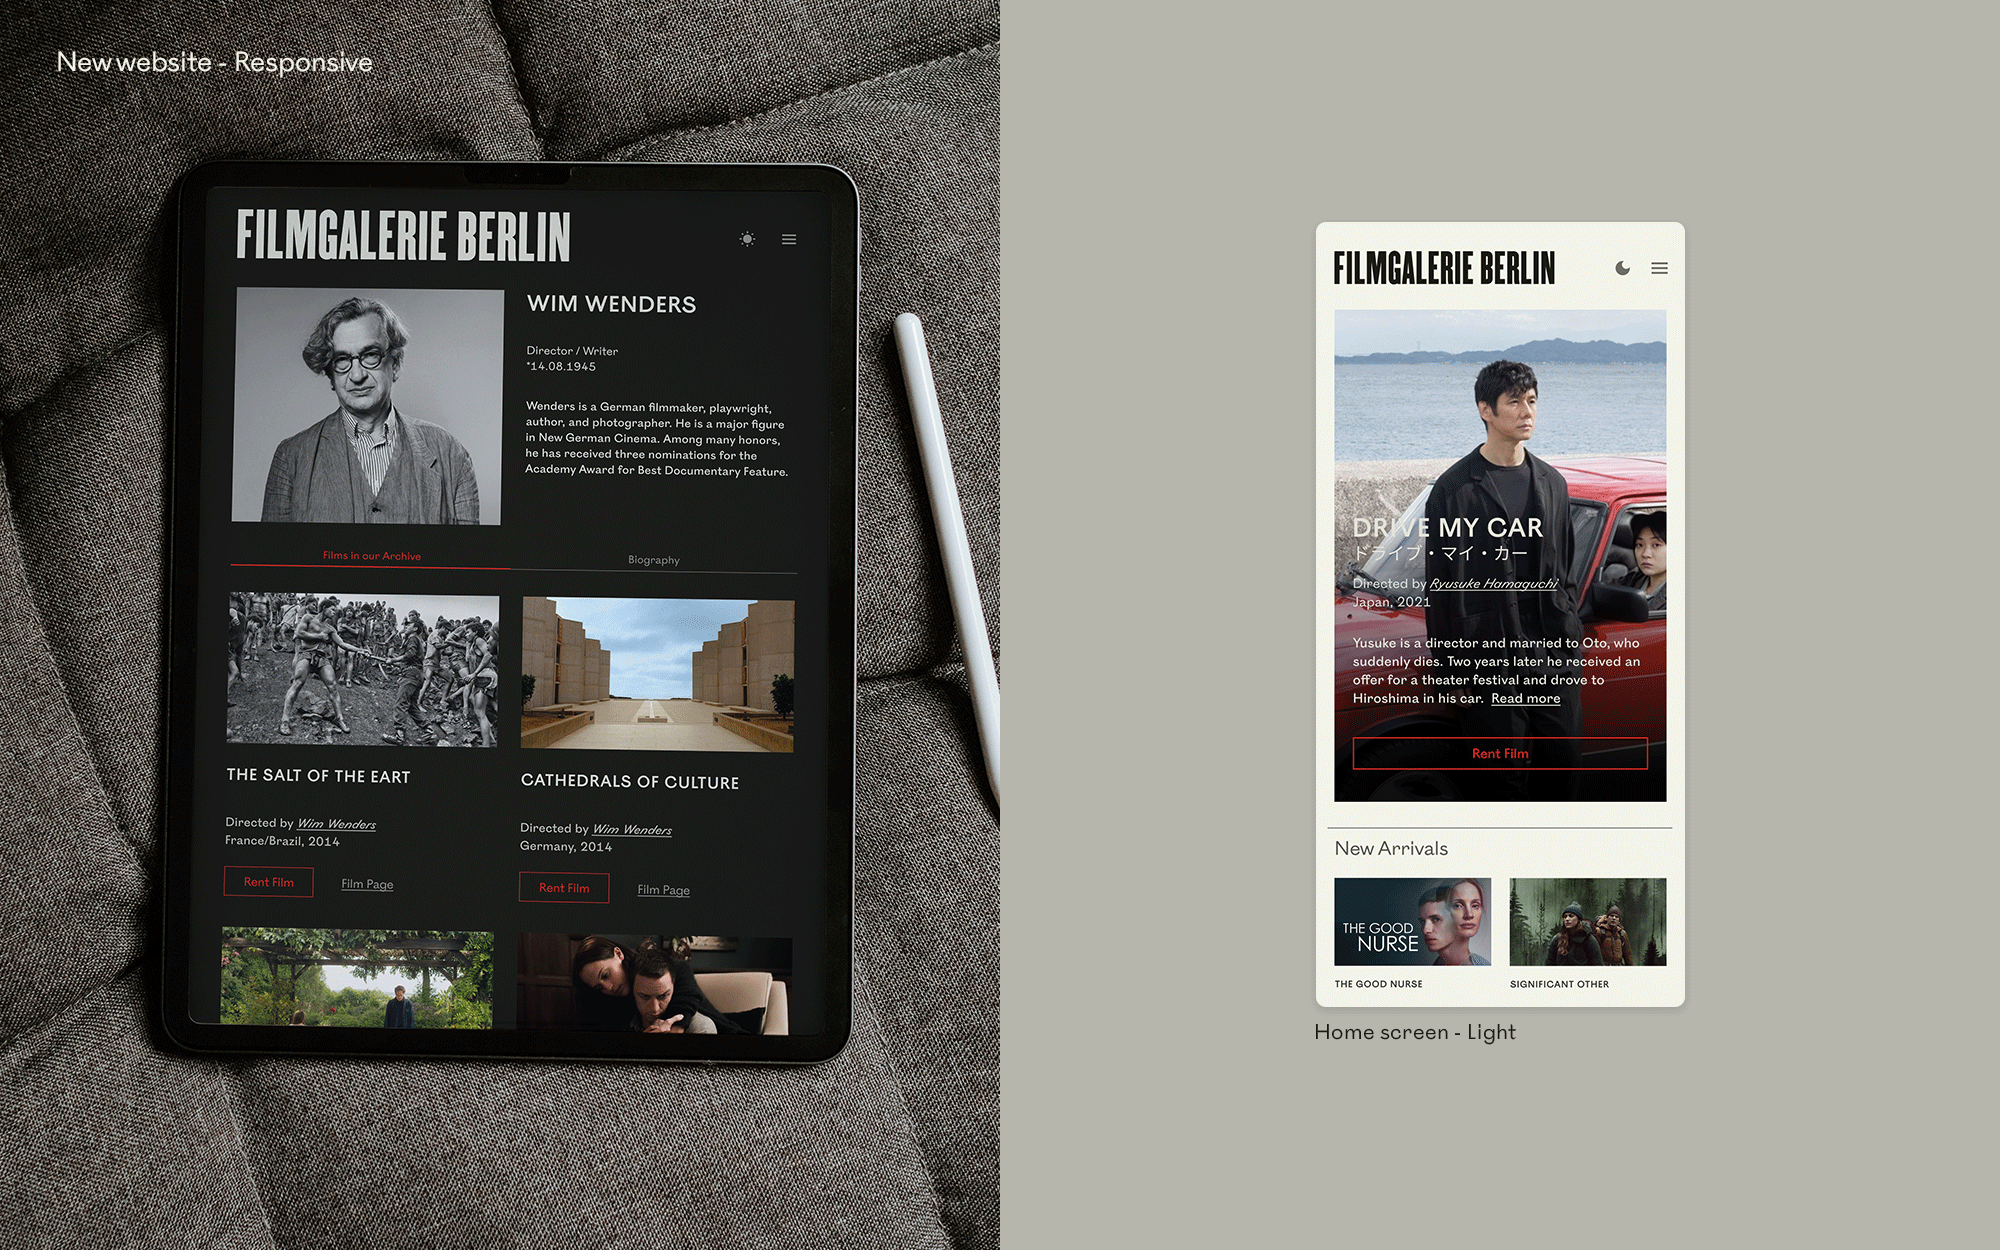 New website - Responsive
FILMGALERIE BERLIN
WIM WENDERS
Director / Writer
*14.08.1945
Wenders is a German filmmaker, playwright,
author, and photographer. He is a major figure
in New German Cinema. Among many honors,
he has received three nominations for the
Academy Award for Best Documentary Feature.
Films in our Archive
Biography
THE SALT OF THE EART
Directed by Wim Wenders
France/Brazil, 2014
Rent Film
Film Page
CATHEDRALS OF CULTURE
Directed by Wim Wenders
Germany, 2014
Rent Film
Film Page
FILMGALERIE BERLIN
DRIVE MY CAR
ドライブ・マイ・カー
Directed by Ryusuke Hamaguchi
Japan, 2021
Yusuke is a director and married to Oto, who
suddenly dies. Two years later he received an
offer for a theater festival and drove to
Hiroshima in his car. Read more
Rent Film
New Arrivals
THE GOOD
NURSE
THE GOOD NURSE
SIGNIFICANT OTHER
Home screen - Light